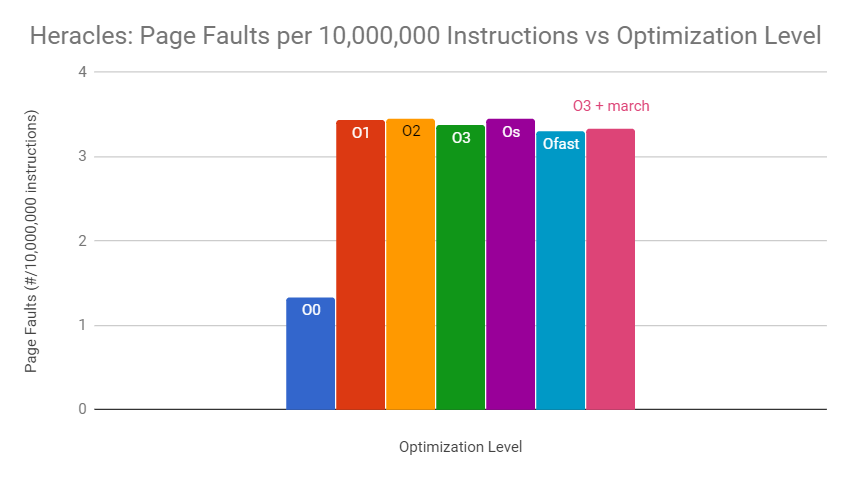 Heracles: Page Faults per 10,000,000 Instructions vs Optimization Level
Page Faults (#/10,000,000 instructions)
4
3
2
1
0
O0
O1
O2
O3
Os
Ofast
O3 + march
Optimization Level